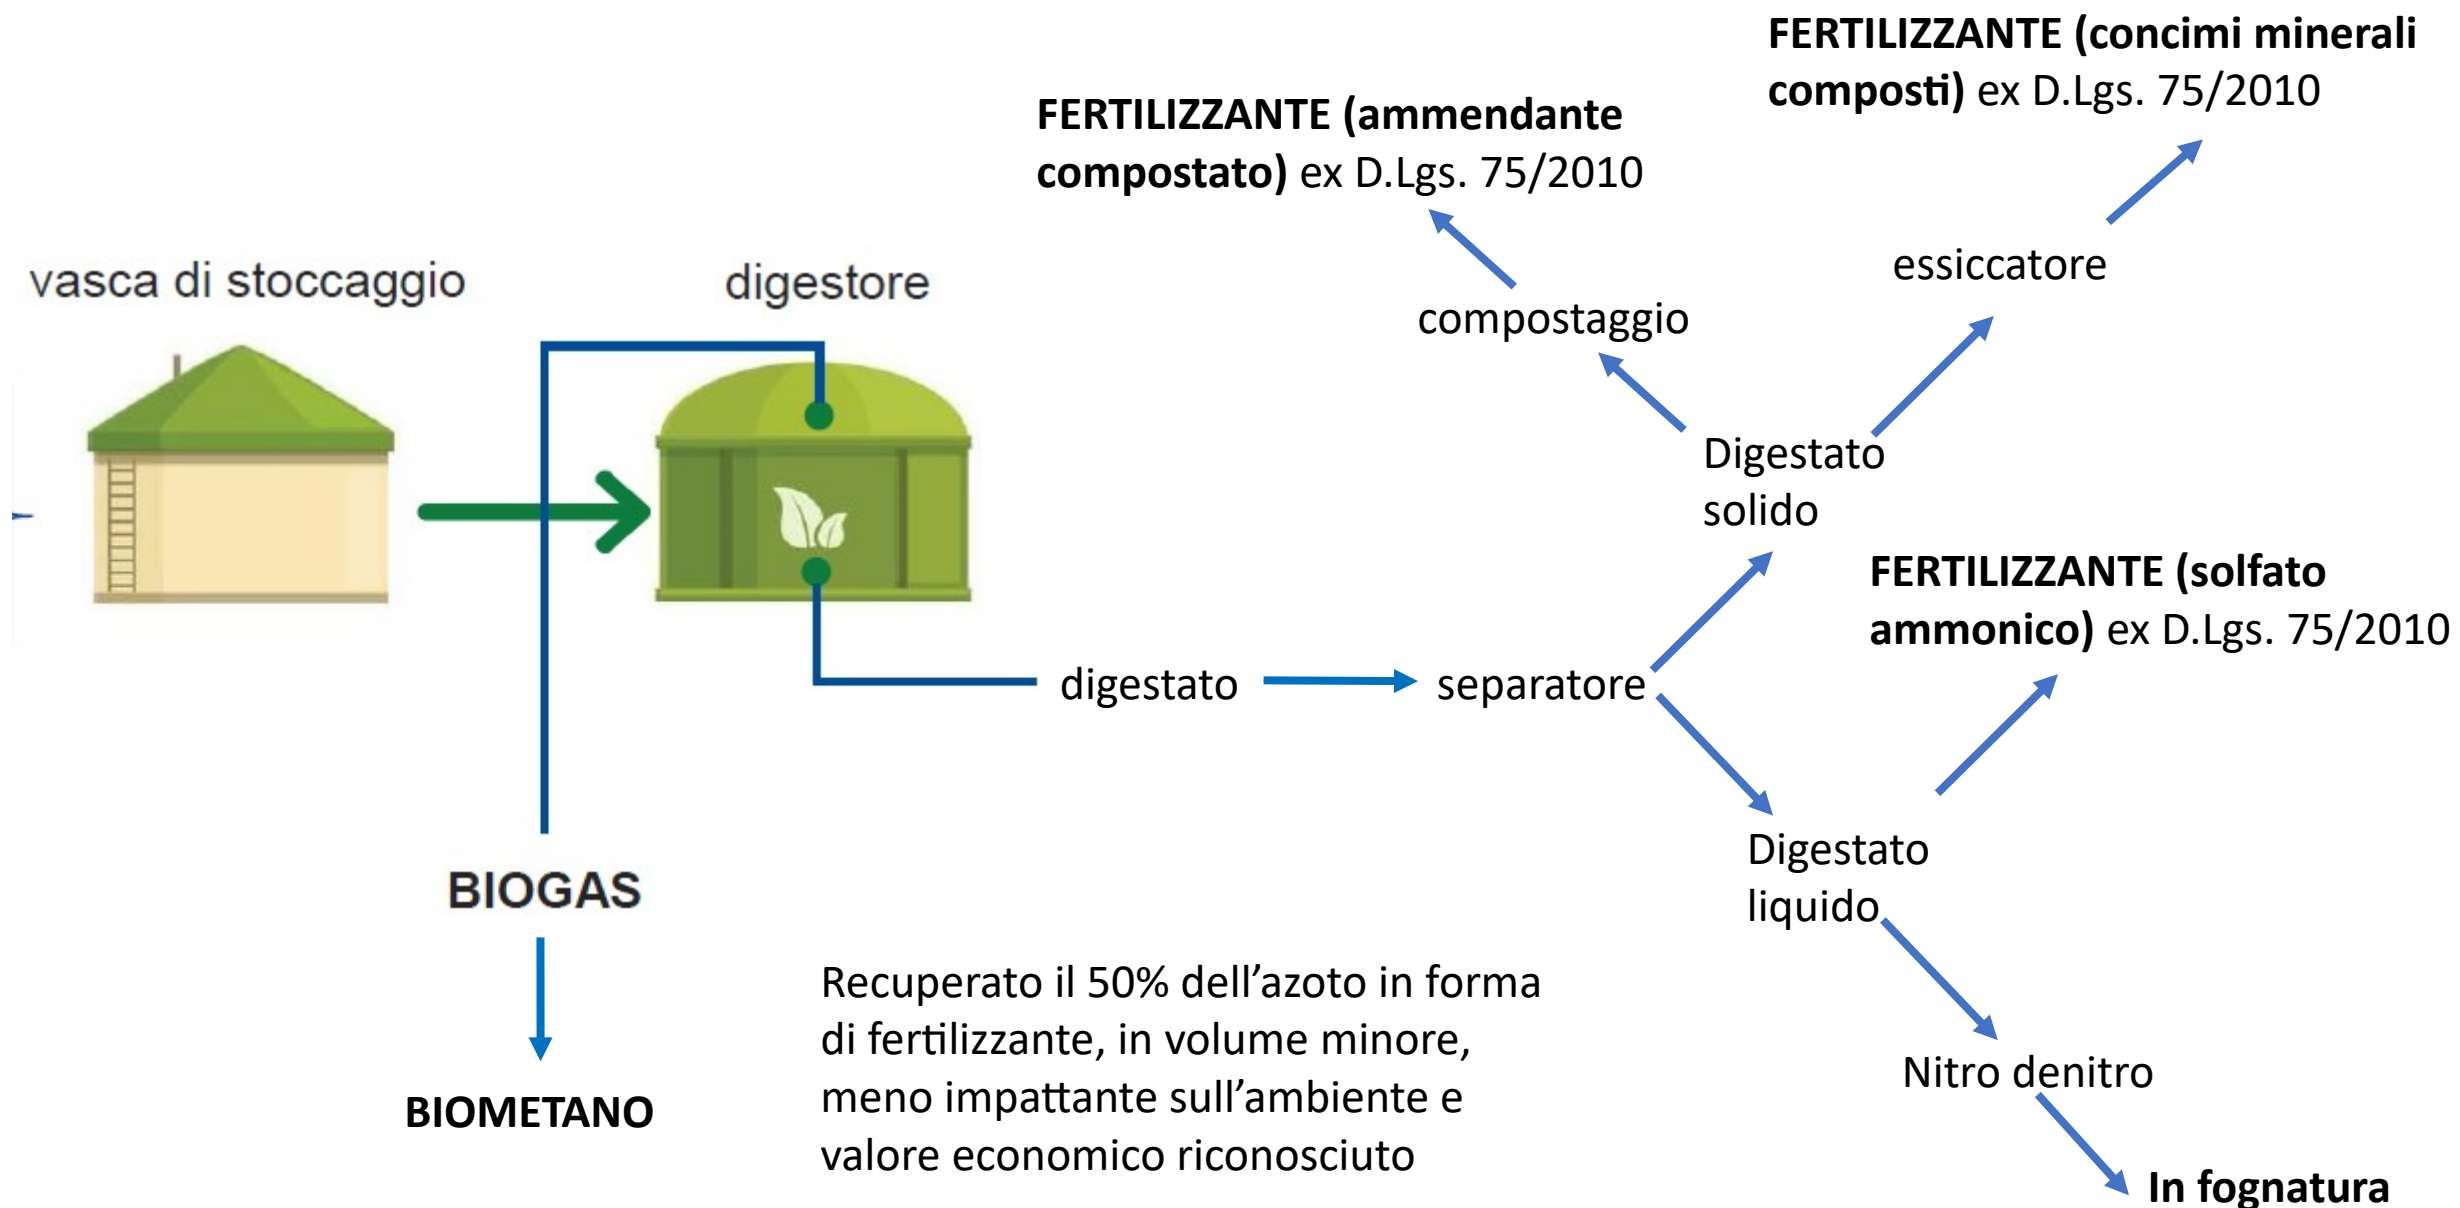 FERTILIZZANTE (concimi minerali
composti) ex D.Lgs. 75/2010
FERTILIZZANTE (ammendante
compostato) ex D.Lgs. 75/2010
vasca di stoccaggio
digestore
essiccatore
compostaggio
Digestato
solido
FERTILIZZANTE (solfato
ammonico) ex D.Lgs. 75/2010
digestato
separatore
Digestato
liquido
BIOGAS
Recuperato il 50% dell’azoto in forma
di fertilizzante, in volume minore,
meno impattante sull’ambiente e
valore economico riconosciuto
Nitro denitro
BIOMETANO
In fognatura